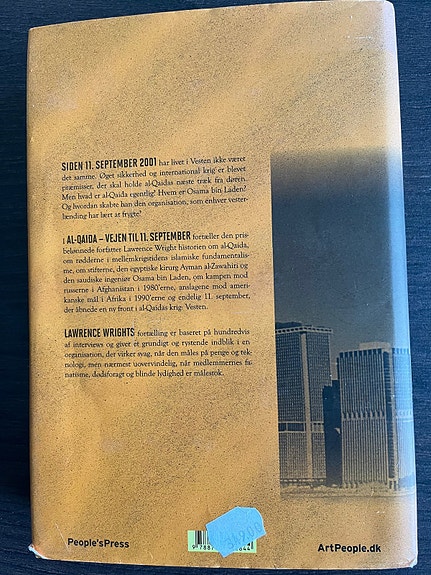 SIDEN 11. SEPTEMBER 2001 har livet i Vesten ikke været
det samme. Øget sikkerhed og international krig er blevet
præmisser, der skal holde al-Qaidas næste træk fra døren.
Men hvad er al-Qaida egentlig? Hvem er Osama bin Laden?
Og hvordan skabte han den organisation, som enhver vester-
lænding har lært at frygte?
I AL-QAIDA – VEJEN TIL 11. SEPTEMBER fortæller den pris-
belønnede forfatter Lawrence Wright historien om al-Qaida,
om rødderne i mellemkrigstidens islamiske fundamentalis-
me, om stifterne, den egyptiske kirurg Ayman al-Zawahiri og
den saudiske ingeniør Osama bin Laden, om kampen mod
russerne i Afghanistan i 1980'erne, anslagene mod amer-
kanske mål i Afrika i 1990'erne og endelig 11. september,
der åbnede en ny front i al-Qaidas krig: Vesten.
LAWRENCE WRIGHTS fortælling er baseret på hundredvis
af interviews og giver et grundigt og rystende indblik i en
organisation, der virker svag, når den måles på penge og tek-
nologi, men nærmest uovervindelig, når medlemmernes fa-
natisme, dødsforagt og blinde lydighed er målestok.
People'sPress
ArtPeople.dk